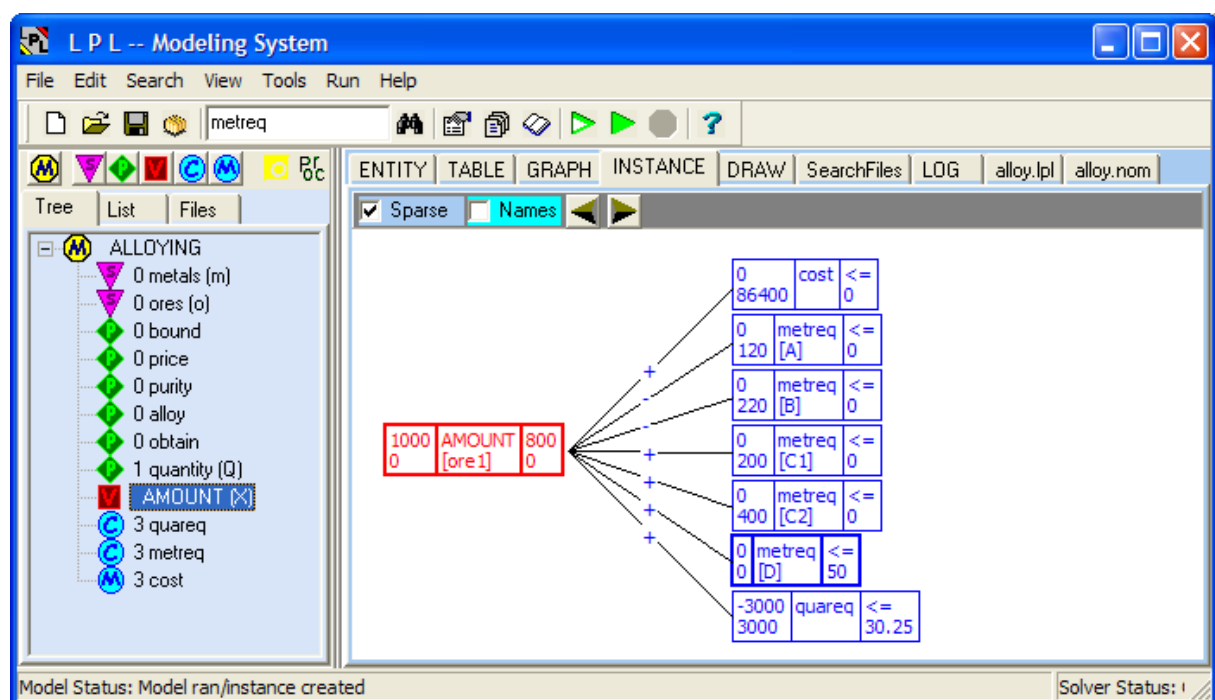 L P L -- Modeling System
File Edit Search View Tools Run Help
metreq
Proc
ENTITY TABLE GRAPH INSTANCE DRAW SearchFiles LOG alloy.lpl alloy.nom
Tree List Files
Sparse Names
ALLOYING
0 metals (m)
0 ores (o)
0 bound
0 price
0 purity
0 alloy
0 obtain
1 quantity (Q)
AMOUNT (X)
3 quareq
3 metreq
3 cost
1000 AMOUNT 800
0 [ore1] 0
+
-
-
+
+
+
+
0 cost <=
86400 0
0 metreq <=
120 [A] 0
0 metreq <=
220 [B] 0
0 metreq <=
200 [C1] 0
0 metreq <=
400 [C2] 0
0 metreq <=
0 [D] 50
-3000 quareq <=
3000 30.25
Model Status: Model ran/instance created
Solver Status: